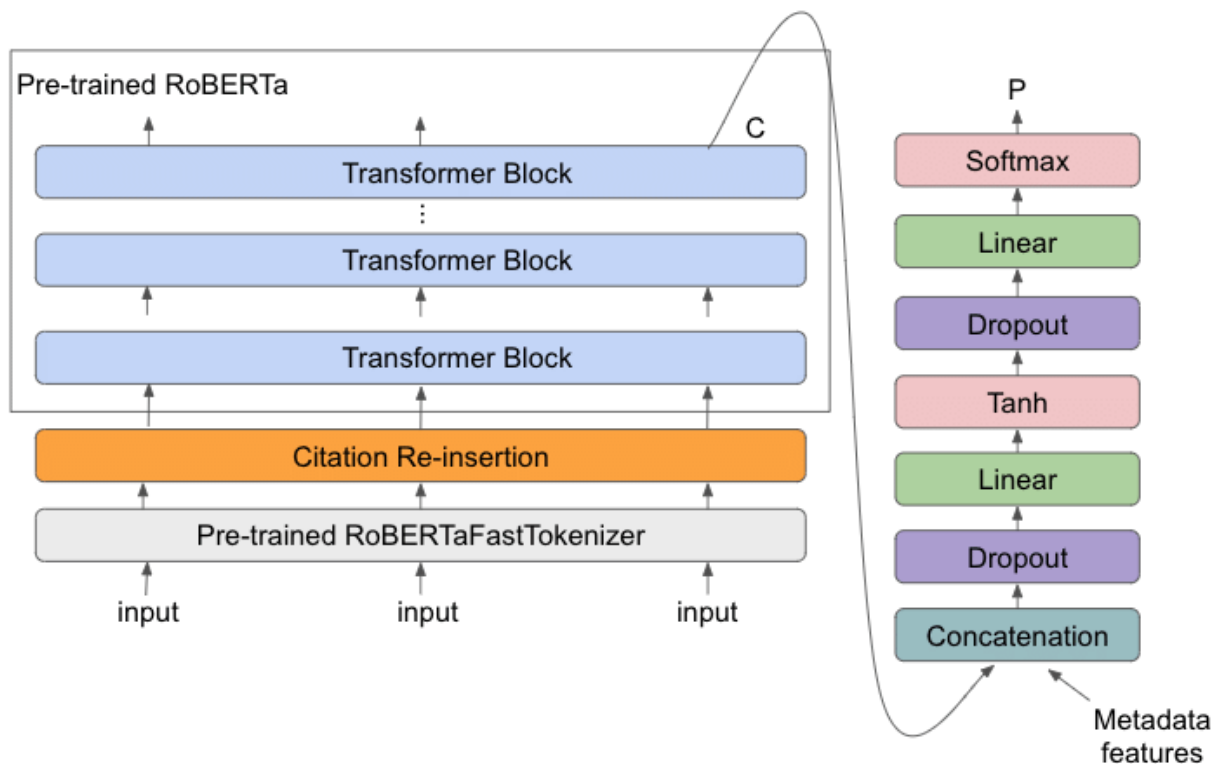 Pre-trained RoBERTa
C
Transformer Block
⋮
Transformer Block
Transformer Block
Citation Re-insertion
Pre-trained RoBERTaFastTokenizer
input
input
input
P
Softmax
Linear
Dropout
Tanh
Linear
Dropout
Concatenation
Metadata
features